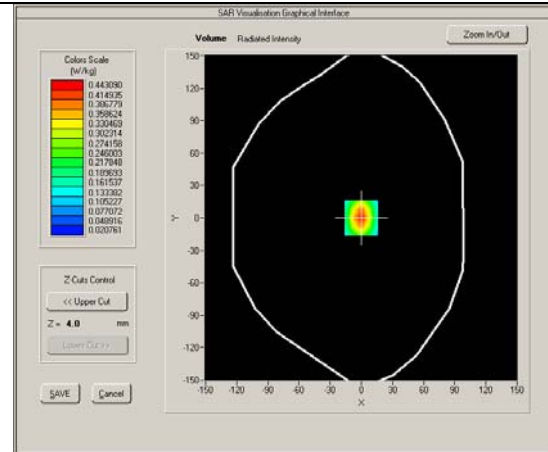 SAR Visualisation Graphical Interface
Volume Radiated Intensity
Zoom In/Out
Colors Scale
(W/kg)
0.443090
0.414935
0.386779
0.358624
0.330469
0.302314
0.274158
0.246003
0.217848
0.189693
0.161537
0.133382
0.105227
0.077072
0.048916
0.020761
Z-Cuts Control
<< Upper Cut
Z = 4.0 mm
Lower Cut >>
SAVE
Cancel
150-
120-
90-
60-
30-
Y
0-
-30-
-60-
-90-
-120-
-150-
-150 -120 -90 -60 -30 0 30 60 90 120 150
X